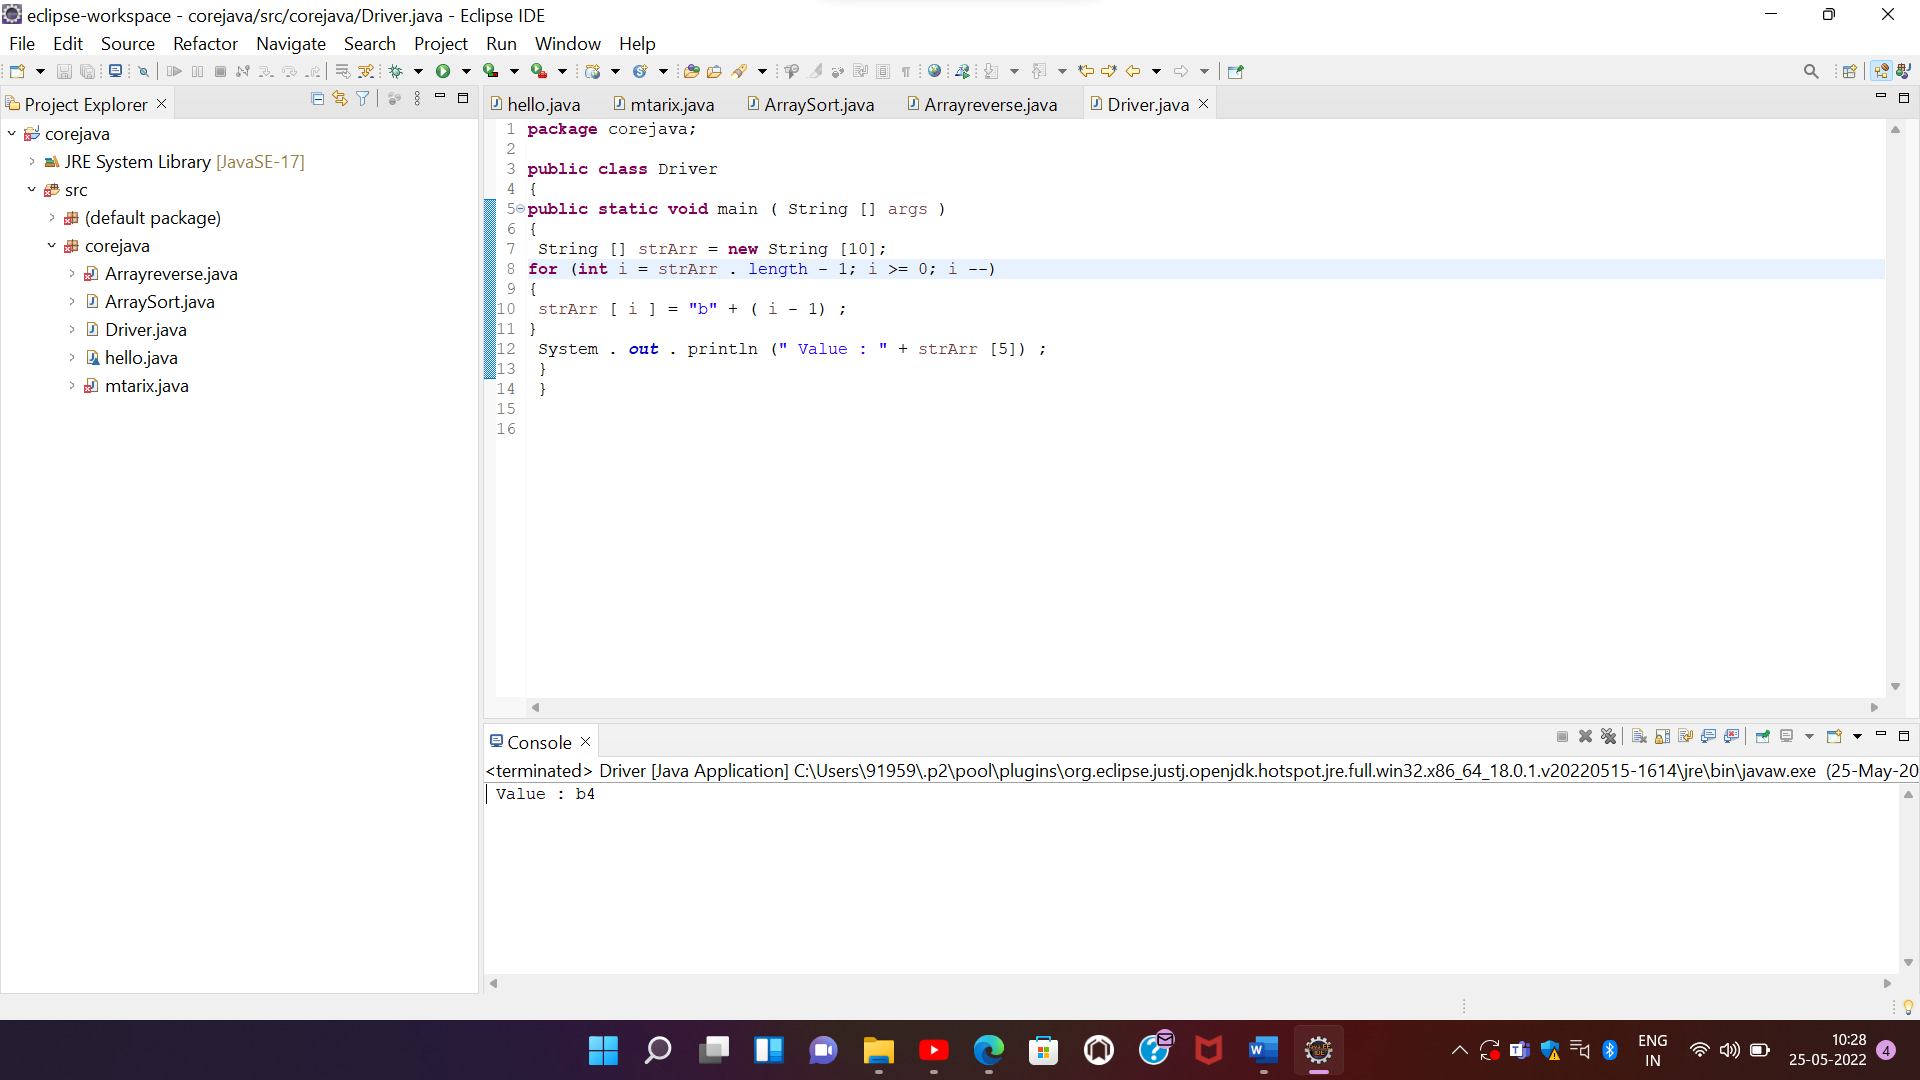 eclipse-workspace - corejava/src/corejava/Driver.java - Eclipse IDE
File Edit Source Refactor Navigate Search Project Run Window Help
Project Explorer
corejava
JRE System Library [JavaSE-17]
src
(default package)
corejava
Arrayreverse.java
ArraySort.java
Driver.java
hello.java
mtarix.java
hello.java mtarix.java ArraySort.java Arrayreverse.java Driver.java
1 package corejava;
2
3 public class Driver
4 {
5 public static void main ( String [] args )
6 {
7 String [] strArr = new String [10];
8 for (int i = strArr . length - 1; i >= 0; i --)
9 {
10 strArr [ i ] = "b" + ( i - 1) ;
11 }
12 System . out . println (" Value : " + strArr [5]) ;
13 }
14 }
15
16
Console
<terminated> Driver [Java Application] C:\Users\91959\.p2\pool\plugins\org.eclipse.justj.openjdk.hotspot.jre.full.win32.x86_64_18.0.1.v20220515-1614\jre\bin\javaw.exe (25-May-20
Value : b4
ENG
IN
10:28
25-05-2022
4